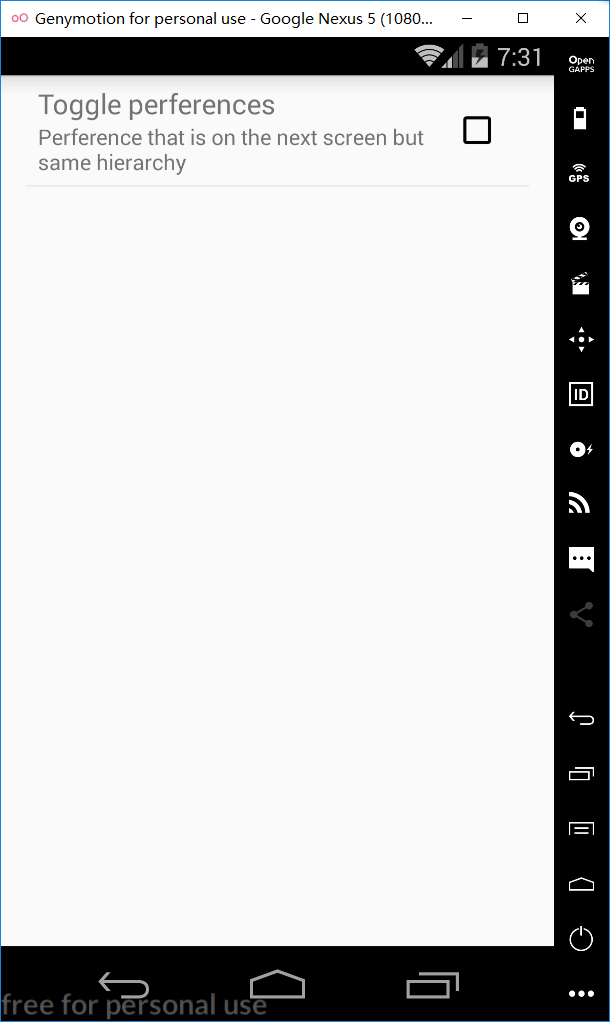 Genymotion for personal use - Google Nexus 5 (1080...
7:31
Open
GAPPS
Toggle perferences
Perference that is on the next screen but
same hierarchy
GPS
ID
free for personal use